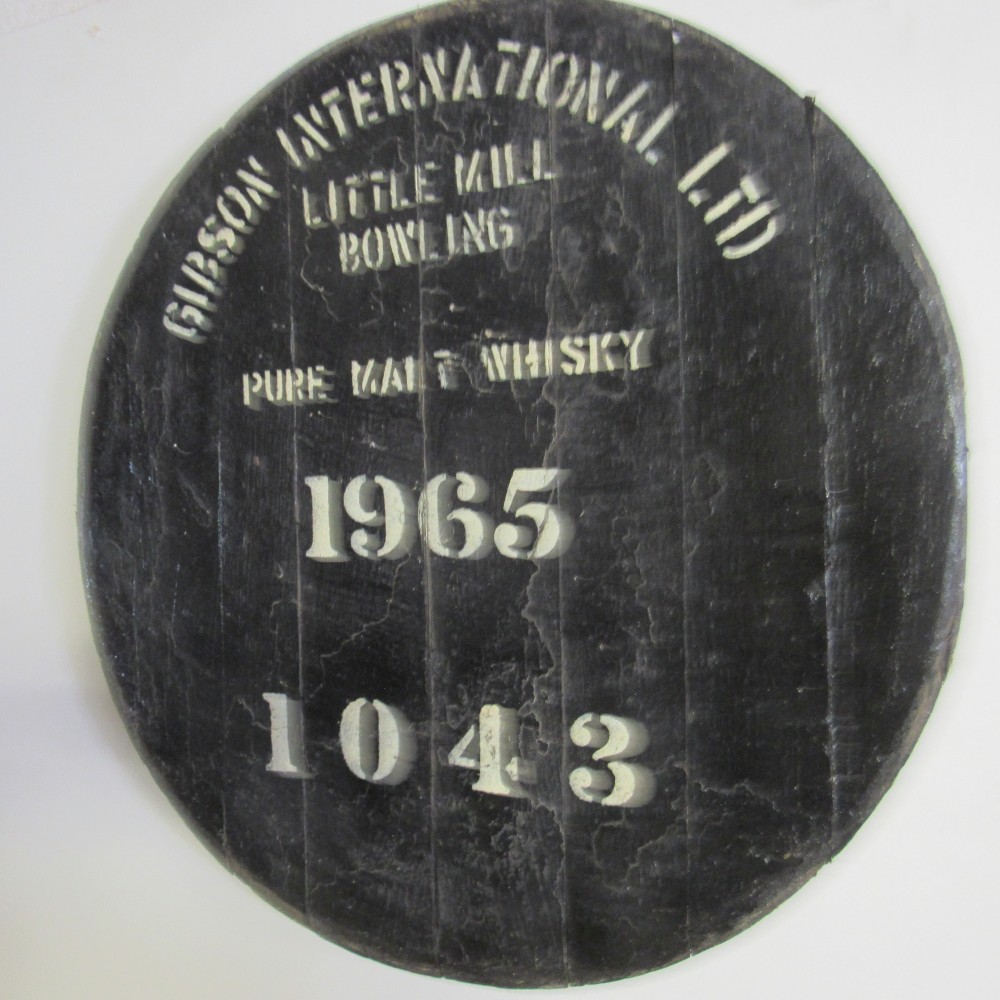 GIBSON INTERNATIONAL LTD
LITTLE MILL
BOWLING
PURE MALT WHISKY
1965
1043